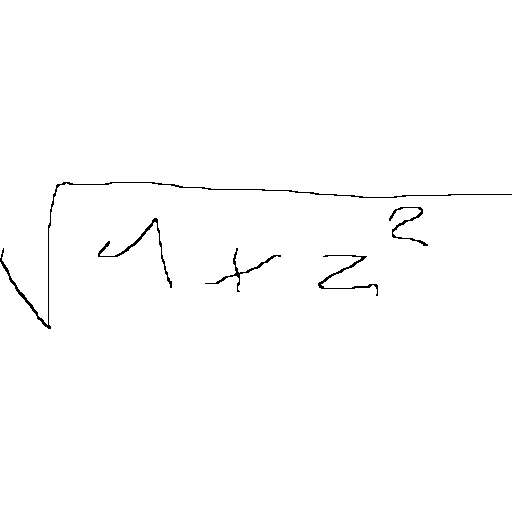 √(1 + z²)